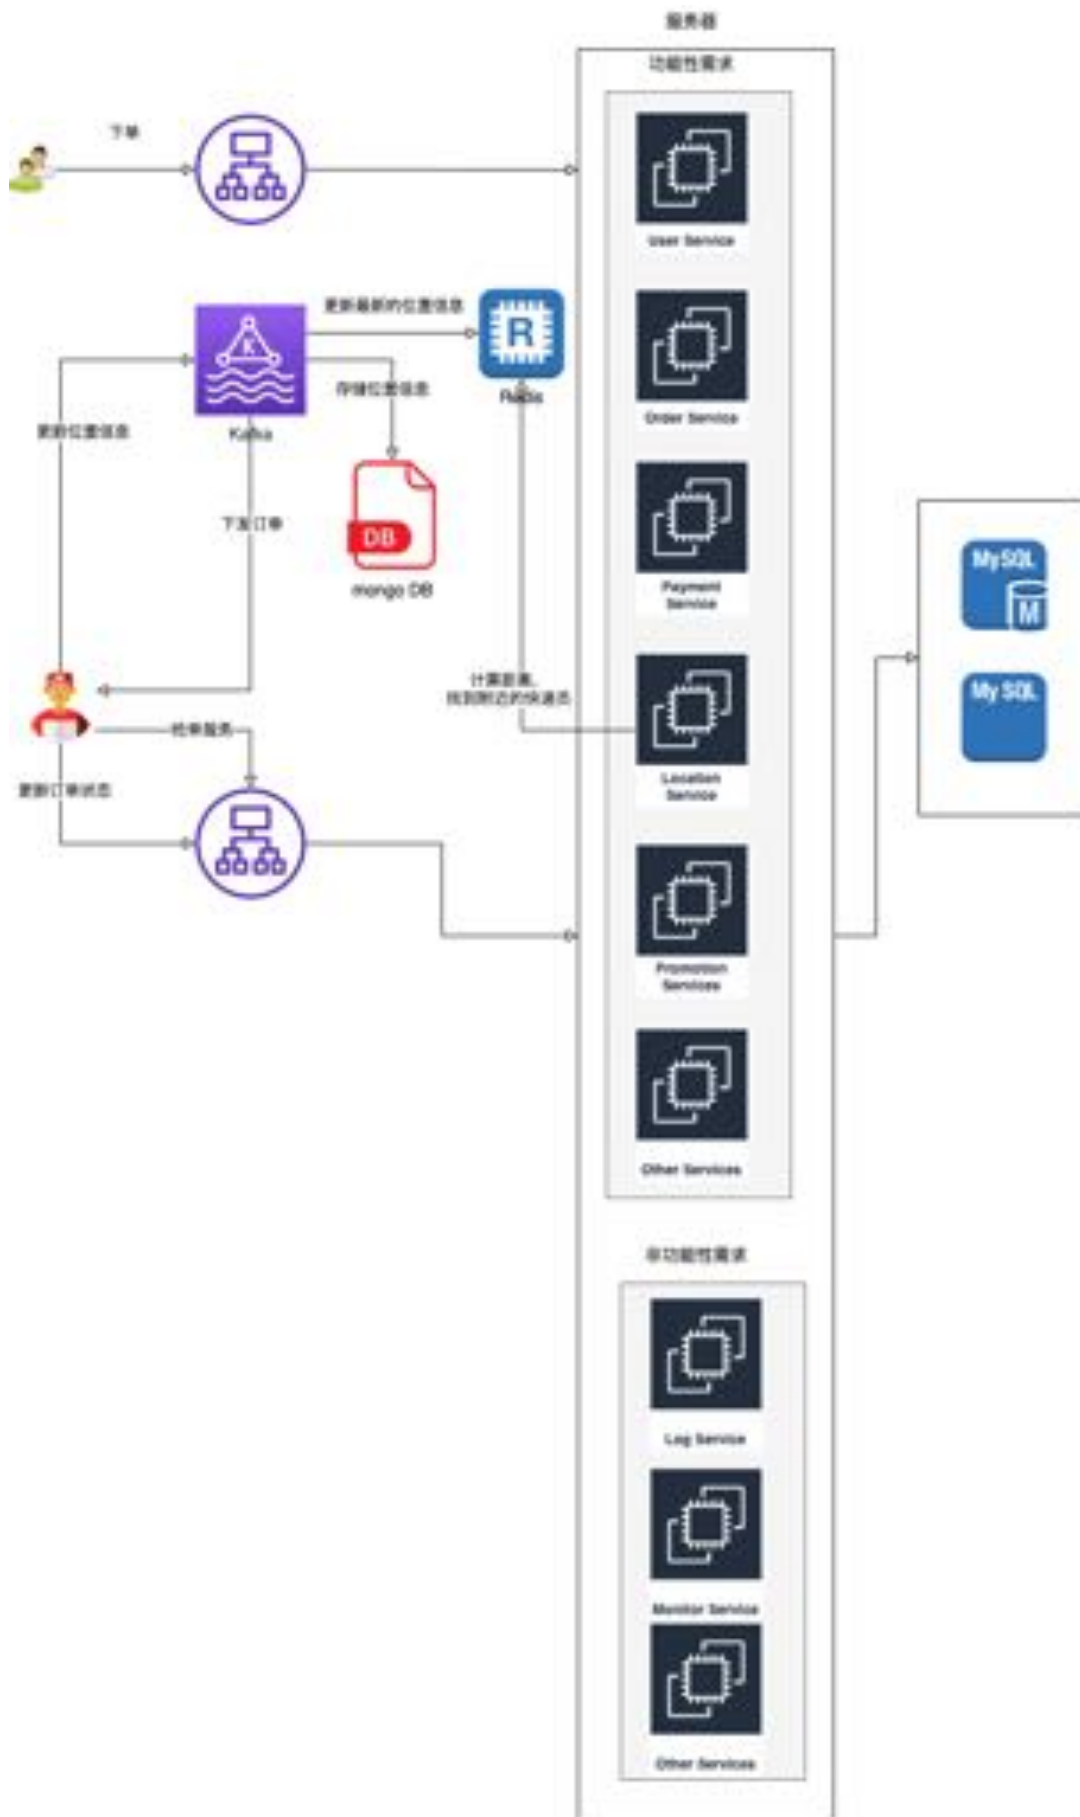 服务器
功能性需求
下单
User Service
更新最新的位置信息
K
R
Redis
存储位置信息
Order Service
更新位置信息
Kafka
下发订单
DB
mongo DB
Payment
Service
MySQL
M
MySQL
计算距离,
找到附近的快递员
Location
Service
抢单服务
更新订单状态
Promotion
Services
Other Services
非功能性需求
Log Service
Monitor Service
Other Services